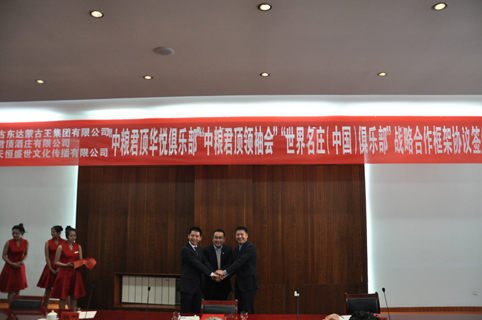 古东达蒙古王集团有限公司
君顶酒庄有限公司
天恒盛世文化传播有限公司
"中粮君顶华悦俱乐部""中粮君顶领袖会""世界名庄(中国)俱乐部"战略合作框架协议签